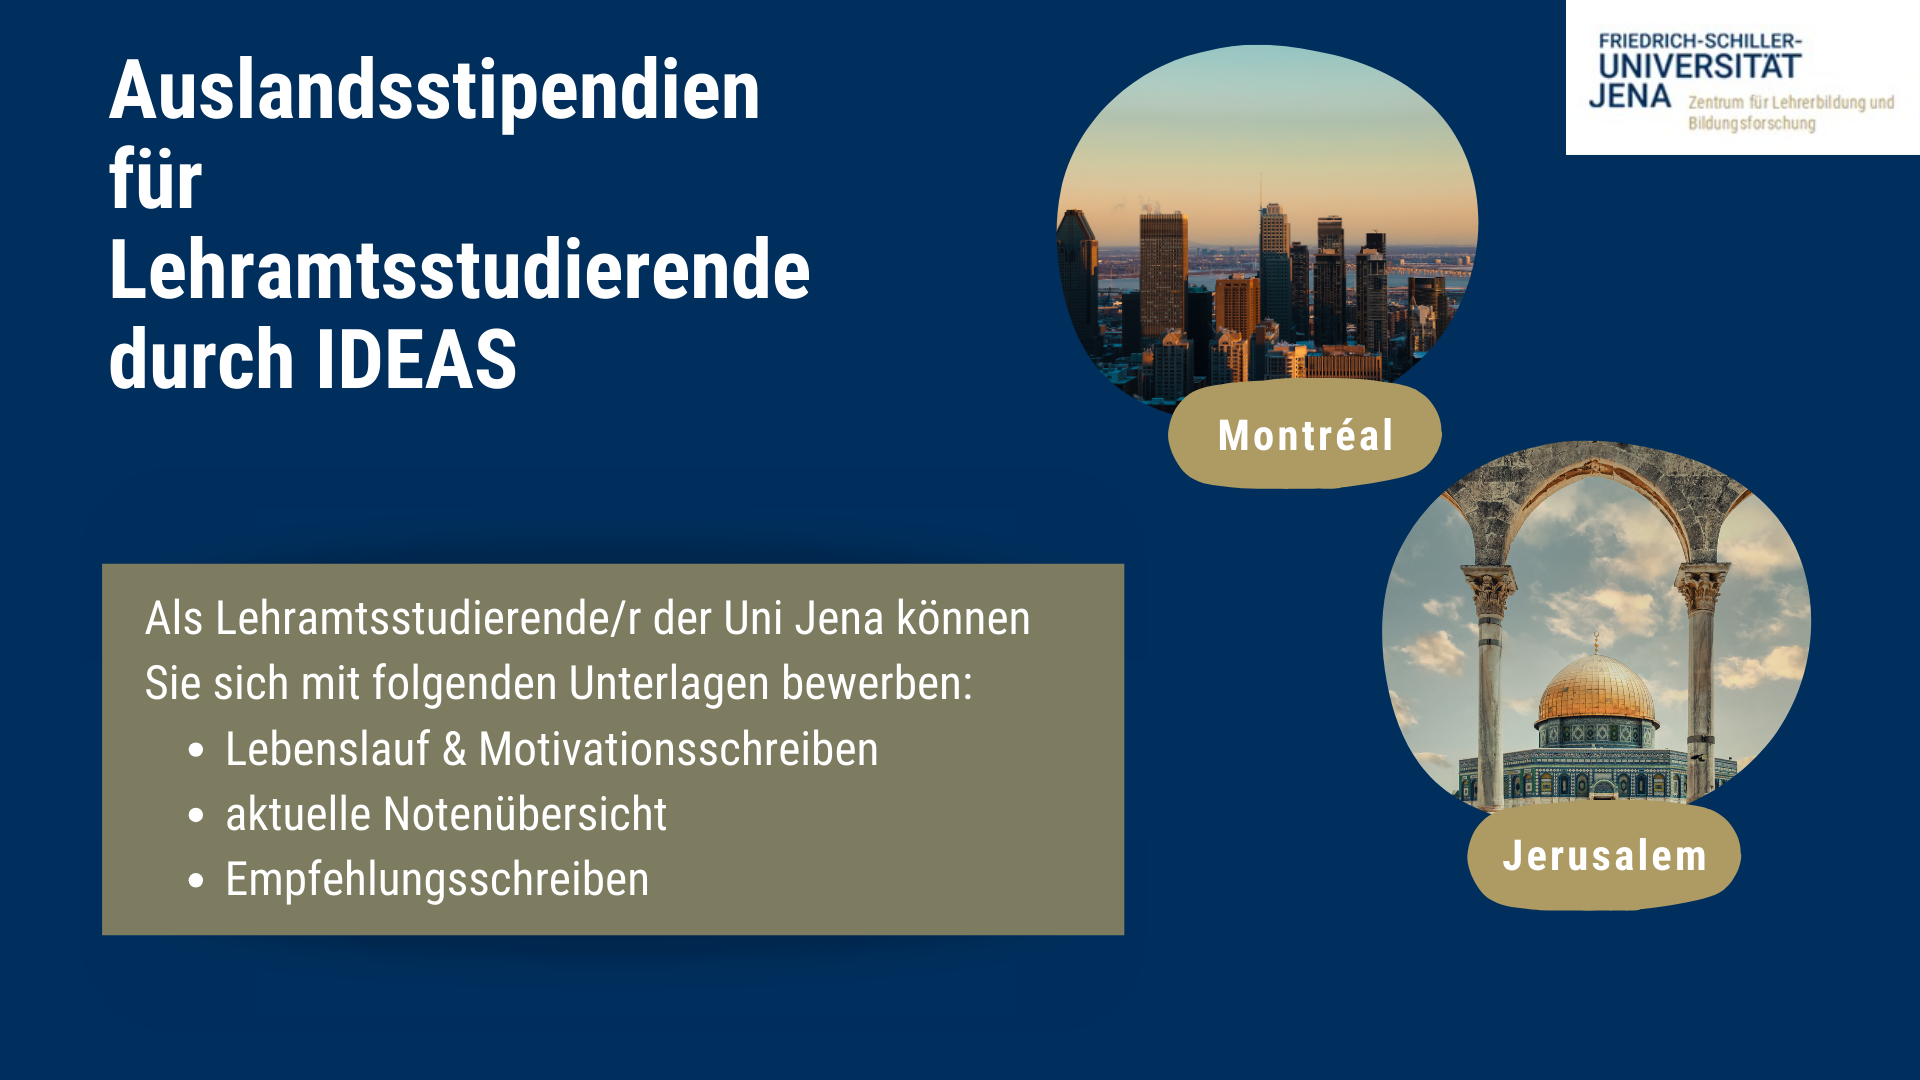 Auslandsstipendien
für
Lehramtsstudierende
durch IDEAS
FRIEDRICH-SCHILLER-
UNIVERSITÄT
JENA
Zentrum für Lehrerbildung und
Bildungsforschung
Montréal
Jerusalem
Als Lehramtsstudierende/r der Uni Jena können
Sie sich mit folgenden Unterlagen bewerben:
• Lebenslauf & Motivationsschreiben
• aktuelle Notenübersicht
• Empfehlungsschreiben